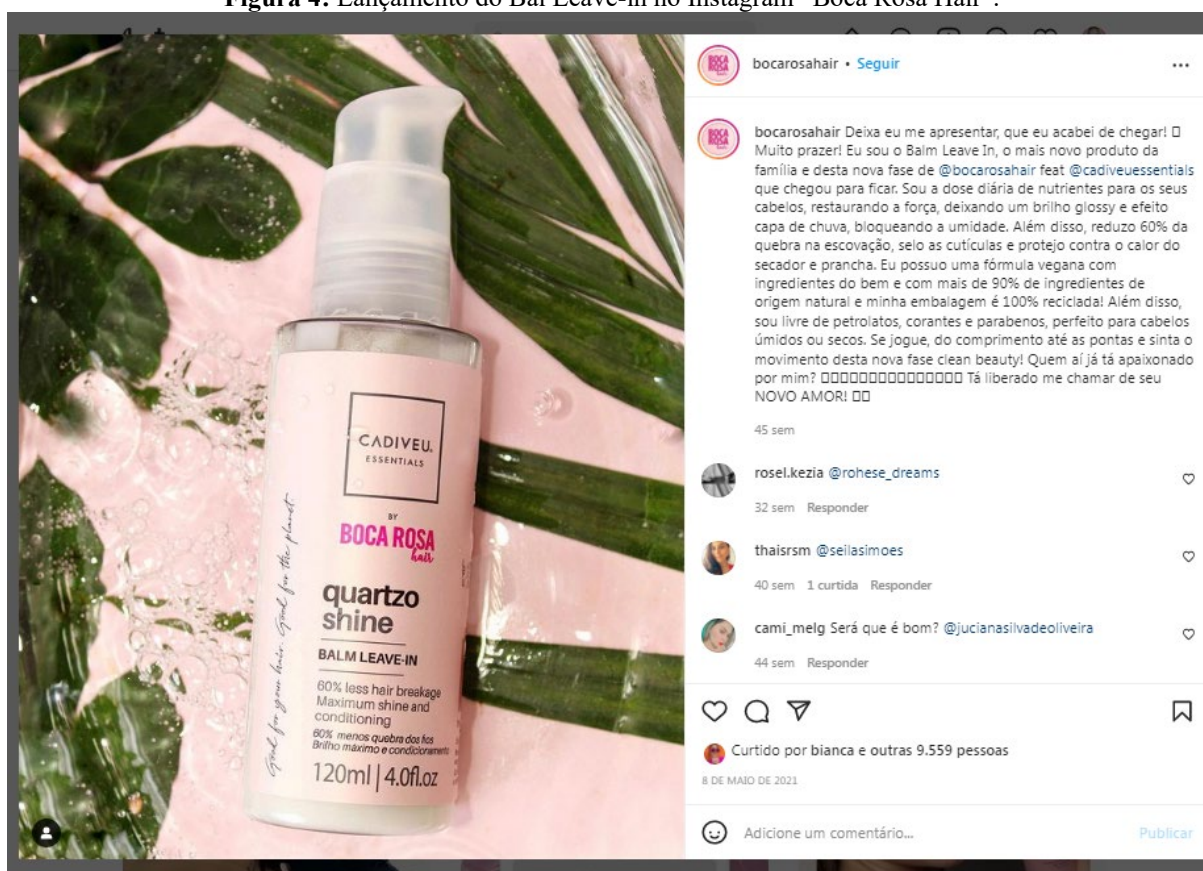 Figura 4: Lançamento do Bal Leave-in no Instagram "Boca Rosa Hair".
bocarosahair • Seguir
bocarosahair Deixa eu me apresentar, que eu acabei de chegar!
Muito prazer! Eu sou o Balm Leave In, o mais novo produto da
família e desta nova fase de @bocarosahair feat @cadiveuessentials
que chegou para ficar. Sou a dose diária de nutrientes para os seus
cabelos, restaurando a força, deixando um brilho glossy e efeito
capa de chuva, bloqueando a umidade. Além disso, reduzo 60% da
quebra na escovação, selo as cutículas e protejo contra o calor do
secador e prancha. Eu possuo uma fórmula vegana com
ingredientes do bem e com mais de 90% de ingredientes de
origem natural e minha embalagem é 100% reciclada! Além disso,
sou livre de petrolatos, corantes e parabenos, perfeito para cabelos
úmidos ou secos. Se jogue, do comprimento até as pontas e sinta o
movimento desta nova fase clean beauty! Quem aí já tá apaixonado
por mim? Tá liberado me chamar de seu
NOVO AMOR!
45 sem
rosel.kezia @rohese_dreams
32 sem Responder
thaisrsm @seilasimoes
40 sem 1 curtida Responder
cami_melg Será que é bom? @jucianasilvadeoliveira
44 sem Responder
Curtido por bianca e outras 9.559 pessoas
8 DE MAIO DE 2021
Adicione um comentário... Publicar
CADIVEU
ESSENTIALS
BY
BOCA ROSA
hair
quartzo
shine
BALM LEAVE-IN
60% less hair breakage
Maximum shine and
conditioning
60% menos quebra dos fios
Brilho máximo e condicionamento
120ml | 4.0fl.oz
Good for your hair. Good for the planet.
BOCA
ROSA
hair
BOCA
ROSA
hair